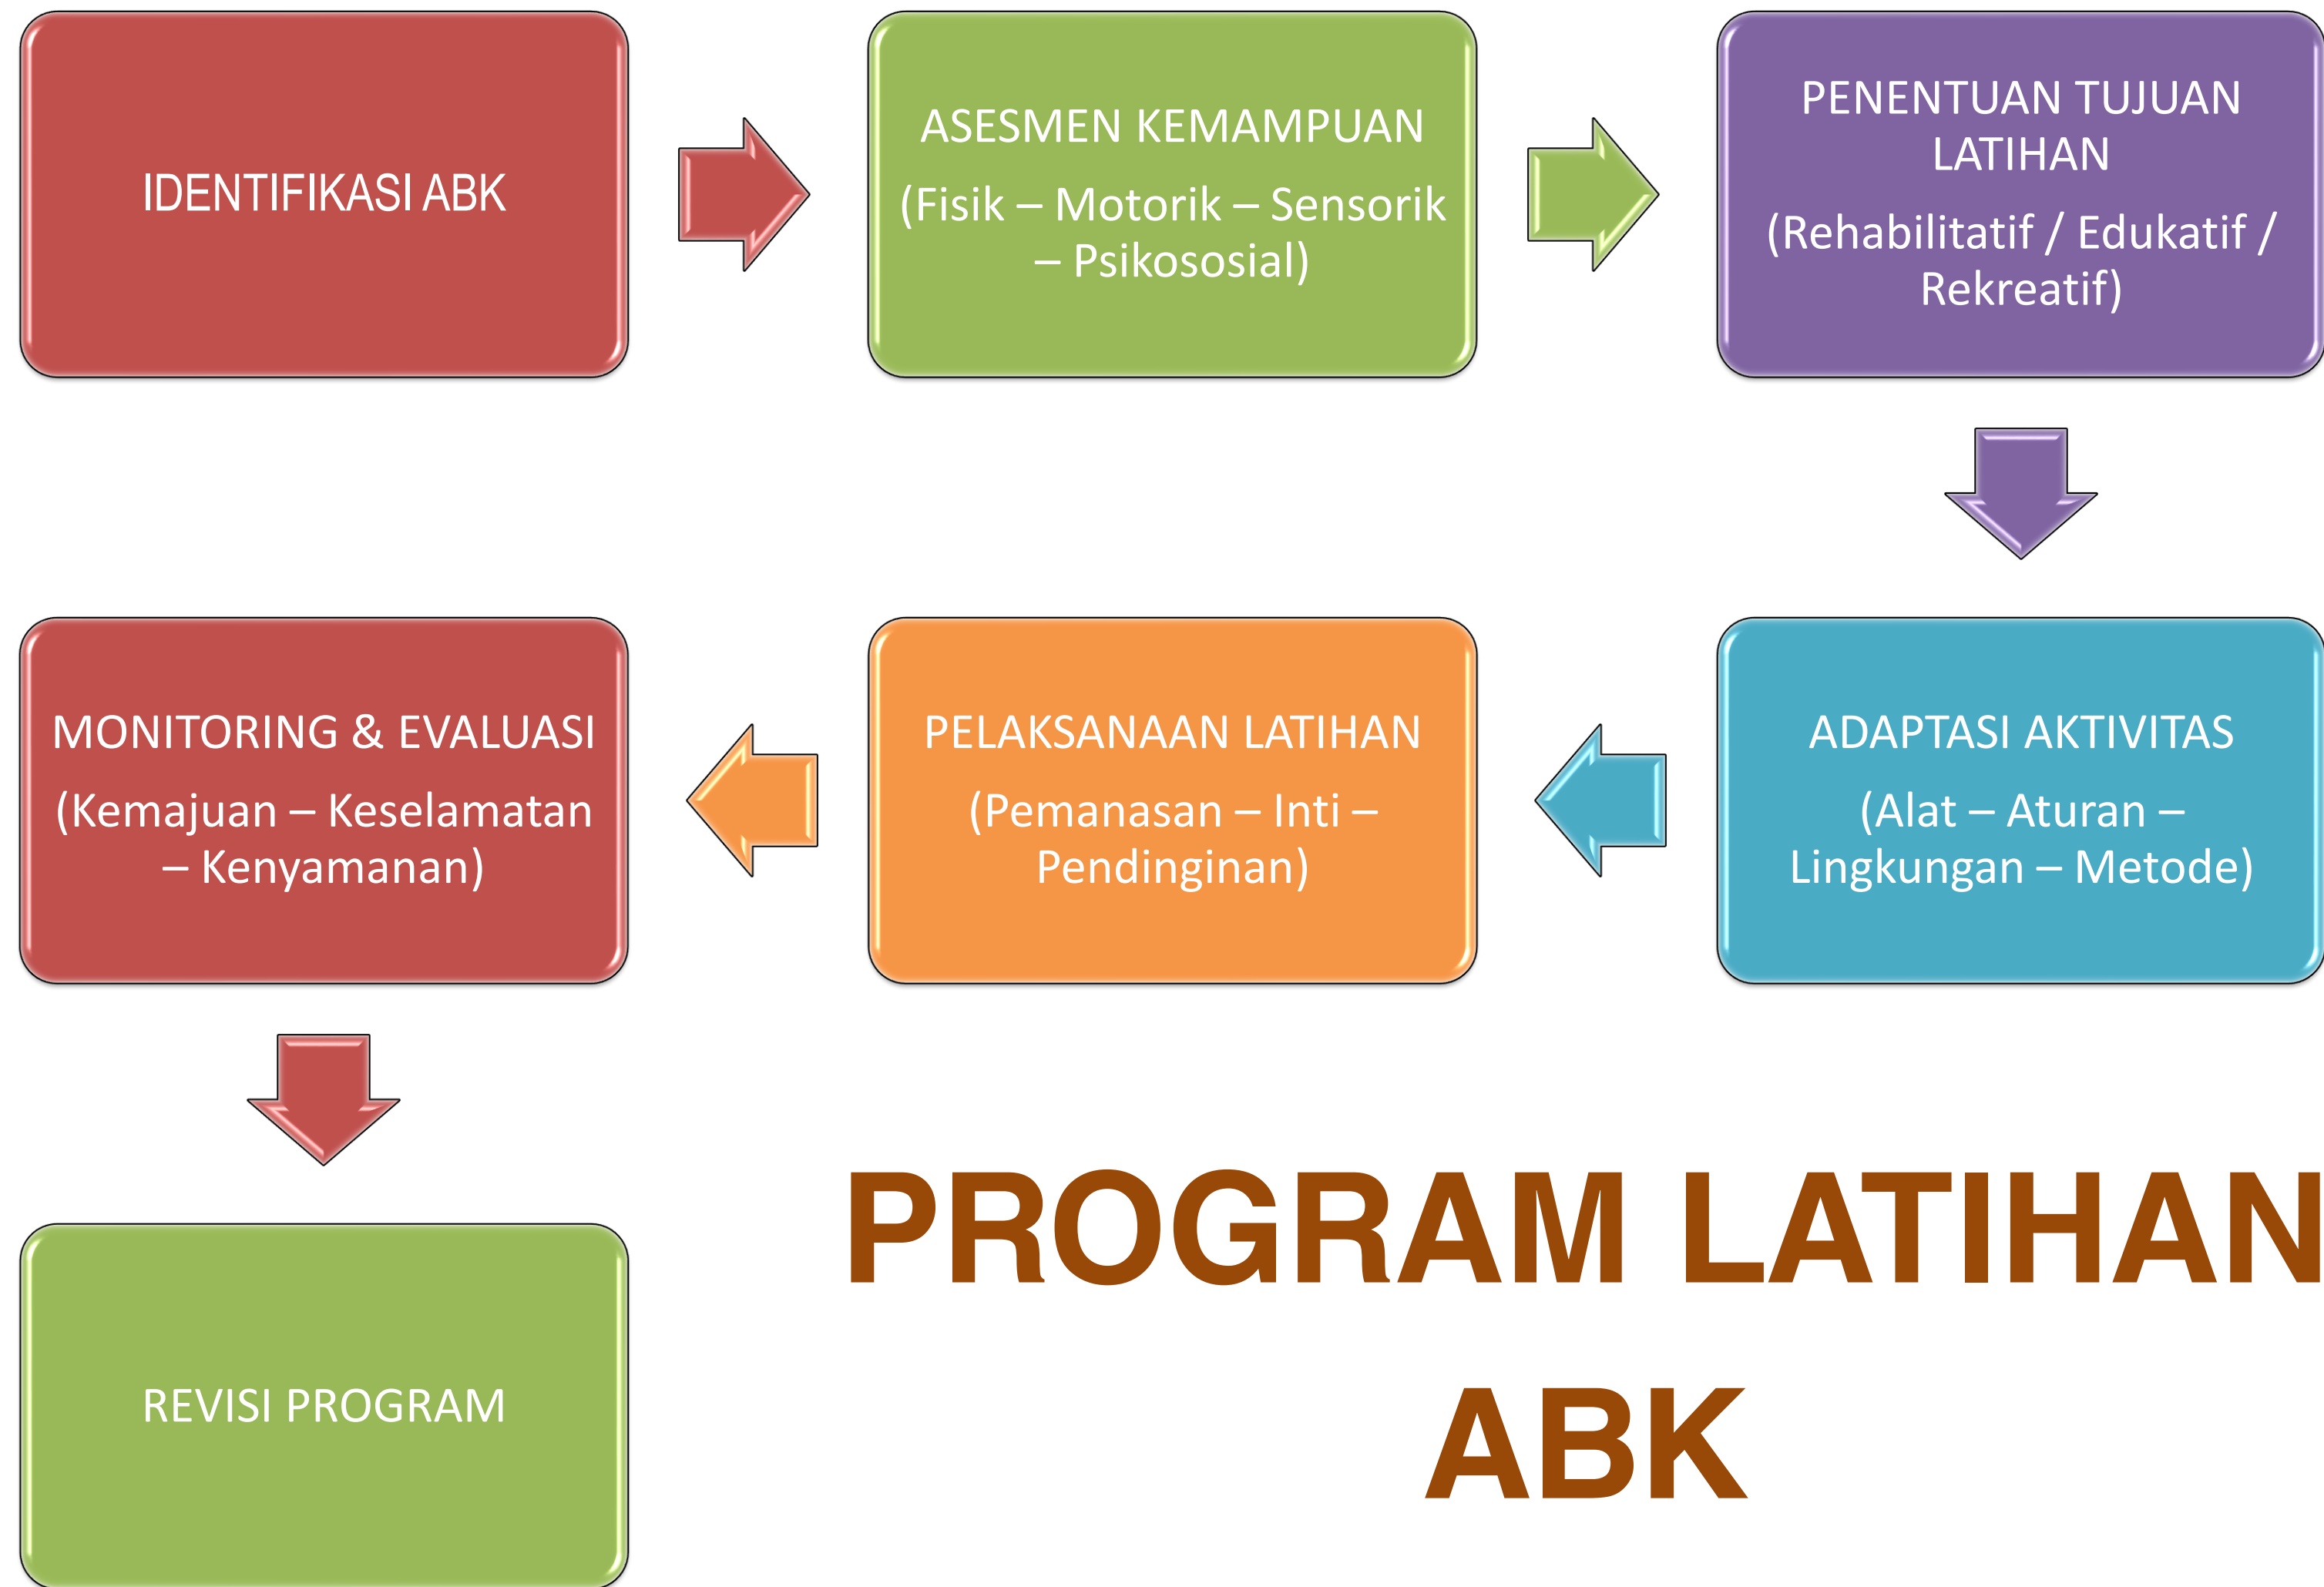 IDENTIFIKASI ABK
ASESMEN KEMAMPUAN
(Fisik – Motorik – Sensorik
– Psikososial)
PENENTUAN TUJUAN
LATIHAN
(Rehabilitatif / Edukatif /
Rekreatif)
ADAPTASI AKTIVITAS
(Alat – Aturan –
Lingkungan – Metode)
PELAKSANAAN LATIHAN
(Pemanasan – Inti –
Pendinginan)
MONITORING & EVALUASI
(Kemajuan – Keselamatan
– Kenyamanan)
REVISI PROGRAM
PROGRAM LATIHAN
ABK